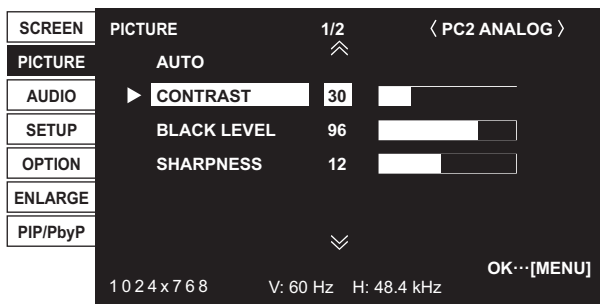 SCREEN
PICTURE
AUDIO
SETUP
OPTION
ENLARGE
PIP/PbyP
PICTURE 1/2 〈 PC2 ANALOG 〉
AUTO
CONTRAST 30
BLACK LEVEL 96
SHARPNESS 12
OK···[MENU]
1024x768 V: 60 Hz H: 48.4 kHz